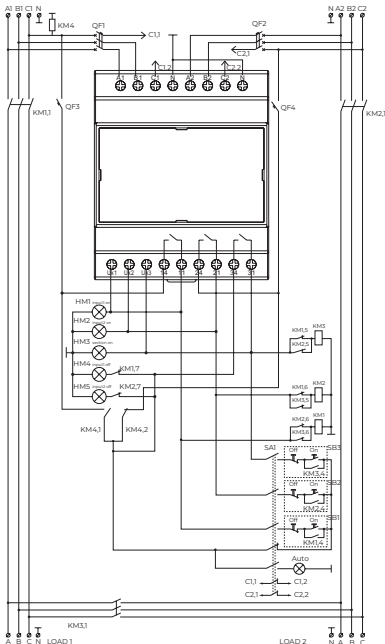 A1 B1 C1 N
KM4
QF1
C1,1
C1,2
QF2
C2,1
C2,2
N A2 B2 C2
A1 B1 C1 N A2 B2 C2 N
QF3
QF4
KM1,1
KM2,1
14 11 24 21 34 31
HM1
HM2
HM3
HM4
HM5
KM1,7
KM2,7
KM4,1
KM4,2
KM1,5
KM2,5
KM3
KM1,6
KM3,5
KM2
KM2,6
KM3,6
KM1
SA1
Off On
SB3
KM3,4
Off On
SB2
KM2,4
Off On
SB1
KM1,4
Auto
C1,1
C1,2
C2,1
C2,2
KM3,1
A B C N LOAD 1
LOAD 2 N A B C